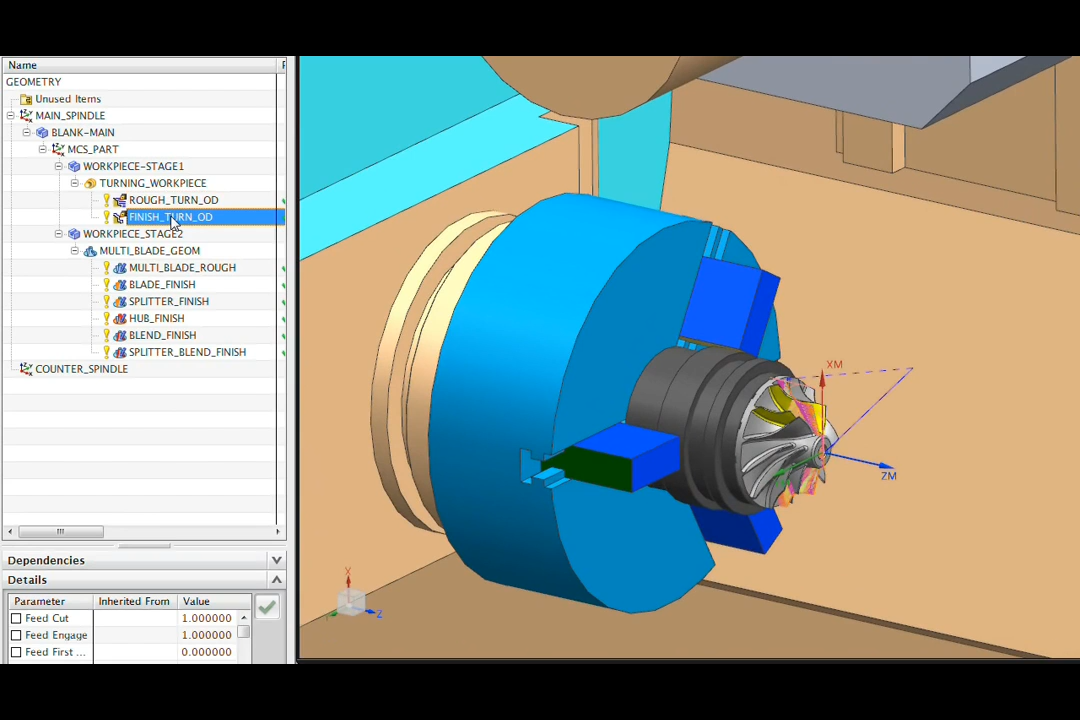 Name
GEOMETRY
Unused Items
MAIN_SPINDLE
BLANK-MAIN
MCS_PART
WORKPIECE-STAGE1
TURNING_WORKPIECE
ROUGH_TURN_OD
FINISH_TURN_OD
WORKPIECE_STAGE2
MULTI_BLADE_GEOM
MULTI_BLADE_ROUGH
BLADE_FINISH
SPLITTER_FINISH
HUB_FINISH
BLEND_FINISH
SPLITTER_BLEND_FINISH
COUNTER_SPINDLE
Dependencies
Details
Parameter Inherited From Value
Feed Cut 1.000000
Feed Engage 1.000000
Feed First ... 0.000000
XM
ZM
X
Z